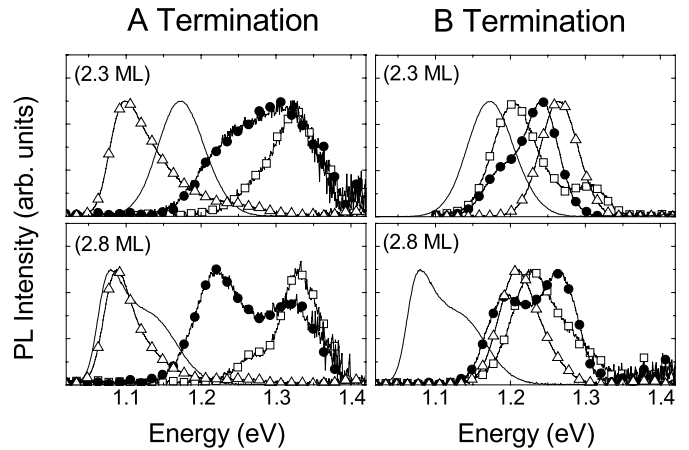 A Termination B Termination
(2.3 ML) (2.3 ML)
(2.8 ML) (2.8 ML)
PL Intensity (arb. units)
1.1 1.2 1.3 1.4 1.1 1.2 1.3 1.4
Energy (eV) Energy (eV)